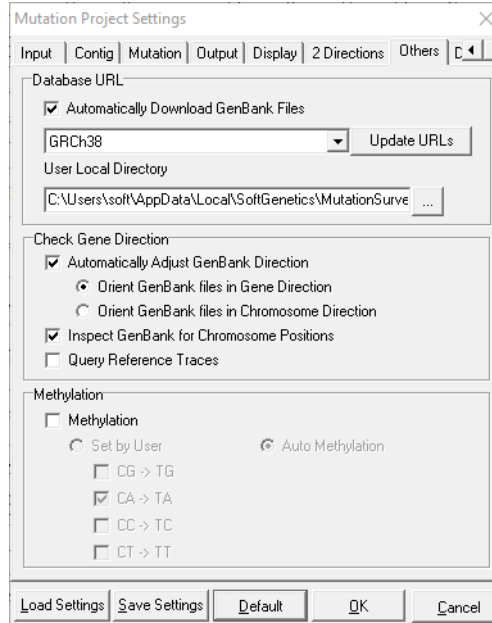 Mutation Project Settings
Input Contig Mutation Output Display 2 Directions Others
Database URL
Automatically Download GenBank Files
GRCh38 Update URLs
User Local Directory
C:\Users\soft\AppData\Local\SoftGenetics\MutationSurve ...
Check Gene Direction
Automatically Adjust GenBank Direction
Orient GenBank files in Gene Direction
Orient GenBank files in Chromosome Direction
Inspect GenBank for Chromosome Positions
Query Reference Traces
Methylation
Methylation
Set by User Auto Methylation
CG -> TG
CA -> TA
CC -> TC
CT -> TT
Load Settings Save Settings Default OK Cancel